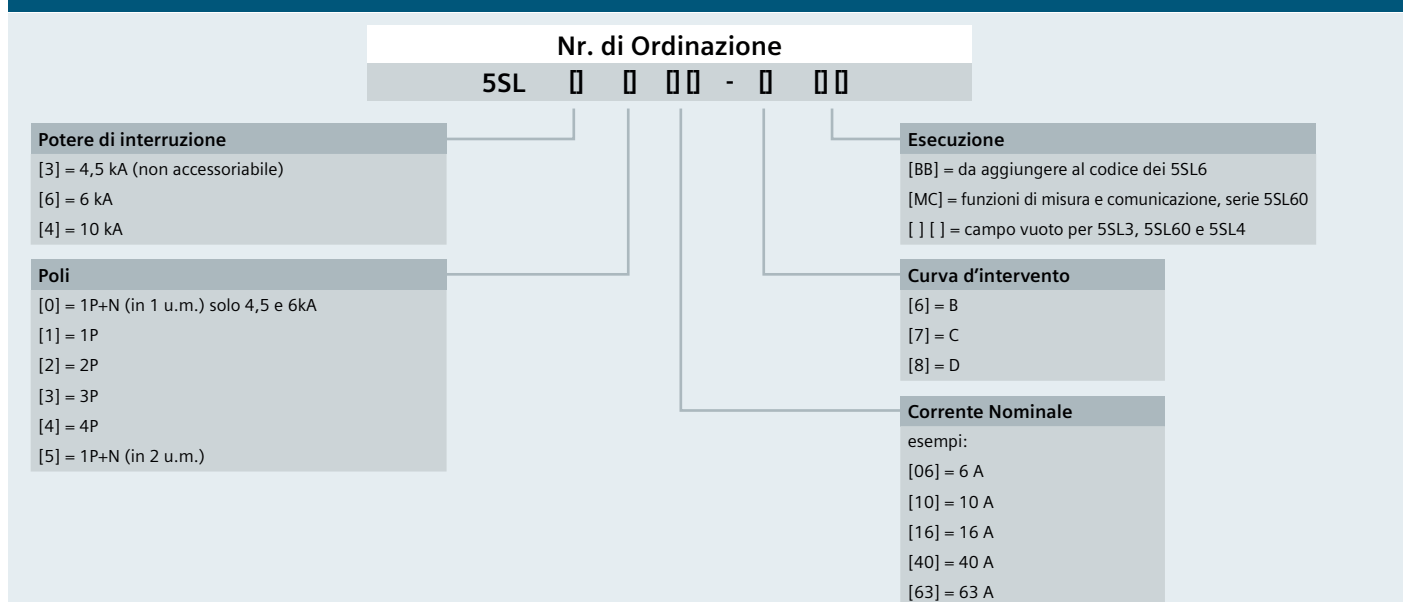 Nr. di Ordinazione
5SL [] [] [][] - [] [][]
Potere di interruzione
[3] = 4,5 kA (non accessoriabile)
[6] = 6 kA
[4] = 10 kA
Poli
[0] = 1P+N (in 1 u.m.) solo 4,5 e 6kA
[1] = 1P
[2] = 2P
[3] = 3P
[4] = 4P
[5] = 1P+N (in 2 u.m.)
Esecuzione
[BB] = da aggiungere al codice dei 5SL6
[MC] = funzioni di misura e comunicazione, serie 5SL60
[ ] [ ] = campo vuoto per 5SL3, 5SL60 e 5SL4
Curva d’intervento
[6] = B
[7] = C
[8] = D
Corrente Nominale
esempi:
[06] = 6 A
[10] = 10 A
[16] = 16 A
[40] = 40 A
[63] = 63 A